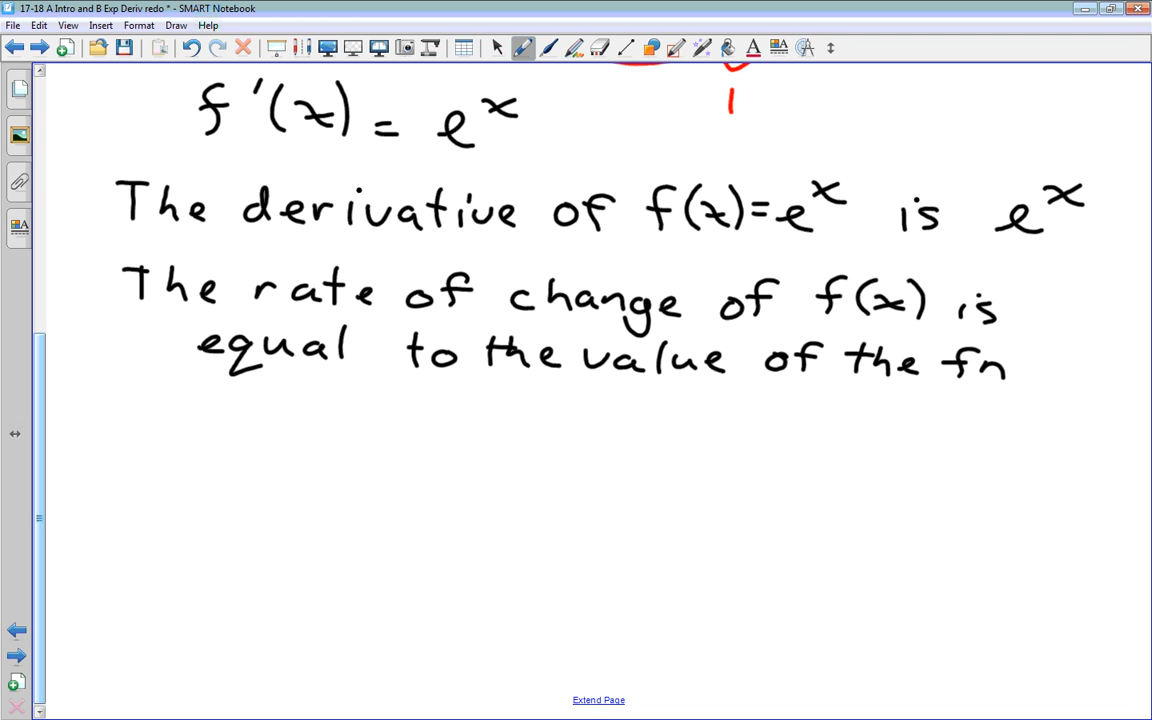 17-18 A Intro and B Exp Deriv redo * - SMART Notebook
File Edit View Insert Format Draw Help
1
f'(x) = e^x
The derivative of f(x)=e^x is e^x
The rate of change of f(x) is
equal to the value of the fn
Extend Page